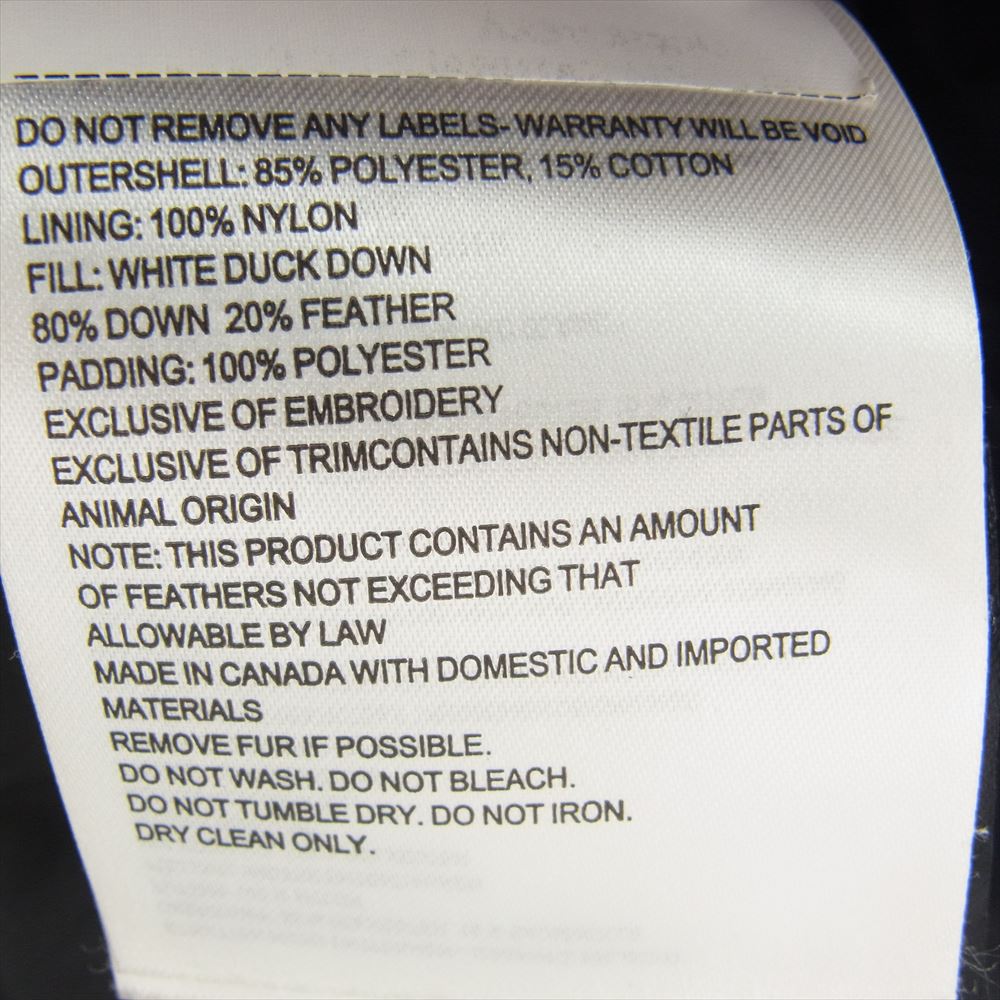 DO NOT REMOVE ANY LABELS- WARRANTY WILL BE VOID
OUTERSHELL: 85% POLYESTER, 15% COTTON
LINING: 100% NYLON
FILL: WHITE DUCK DOWN
80% DOWN 20% FEATHER
PADDING: 100% POLYESTER
EXCLUSIVE OF EMBROIDERY
EXCLUSIVE OF TRIMCONTAINS NON-TEXTILE PARTS OF
ANIMAL ORIGIN
NOTE: THIS PRODUCT CONTAINS AN AMOUNT
OF FEATHERS NOT EXCEEDING THAT
ALLOWABLE BY LAW
MADE IN CANADA WITH DOMESTIC AND IMPORTED
MATERIALS
REMOVE FUR IF POSSIBLE.
DO NOT WASH. DO NOT BLEACH.
DO NOT TUMBLE DRY. DO NOT IRON.
DRY CLEAN ONLY.